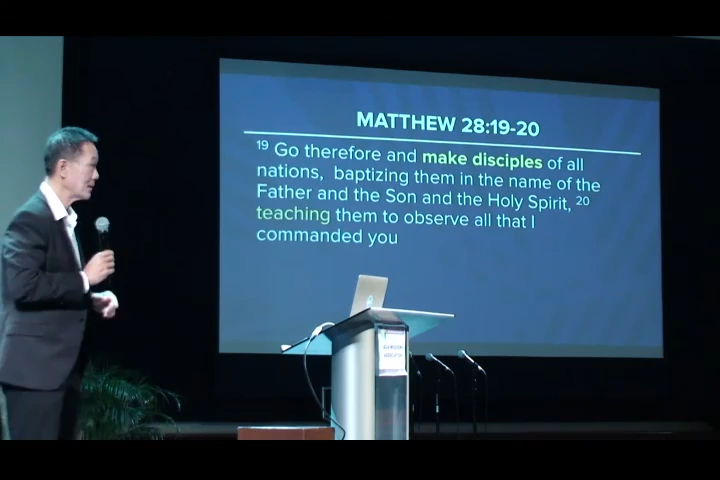 MATTHEW 28:19-20
19 Go therefore and make disciples of all
nations, baptizing them in the name of the
Father and the Son and the Holy Spirit, 20
teaching them to observe all that I
commanded you
ASSOCIATION